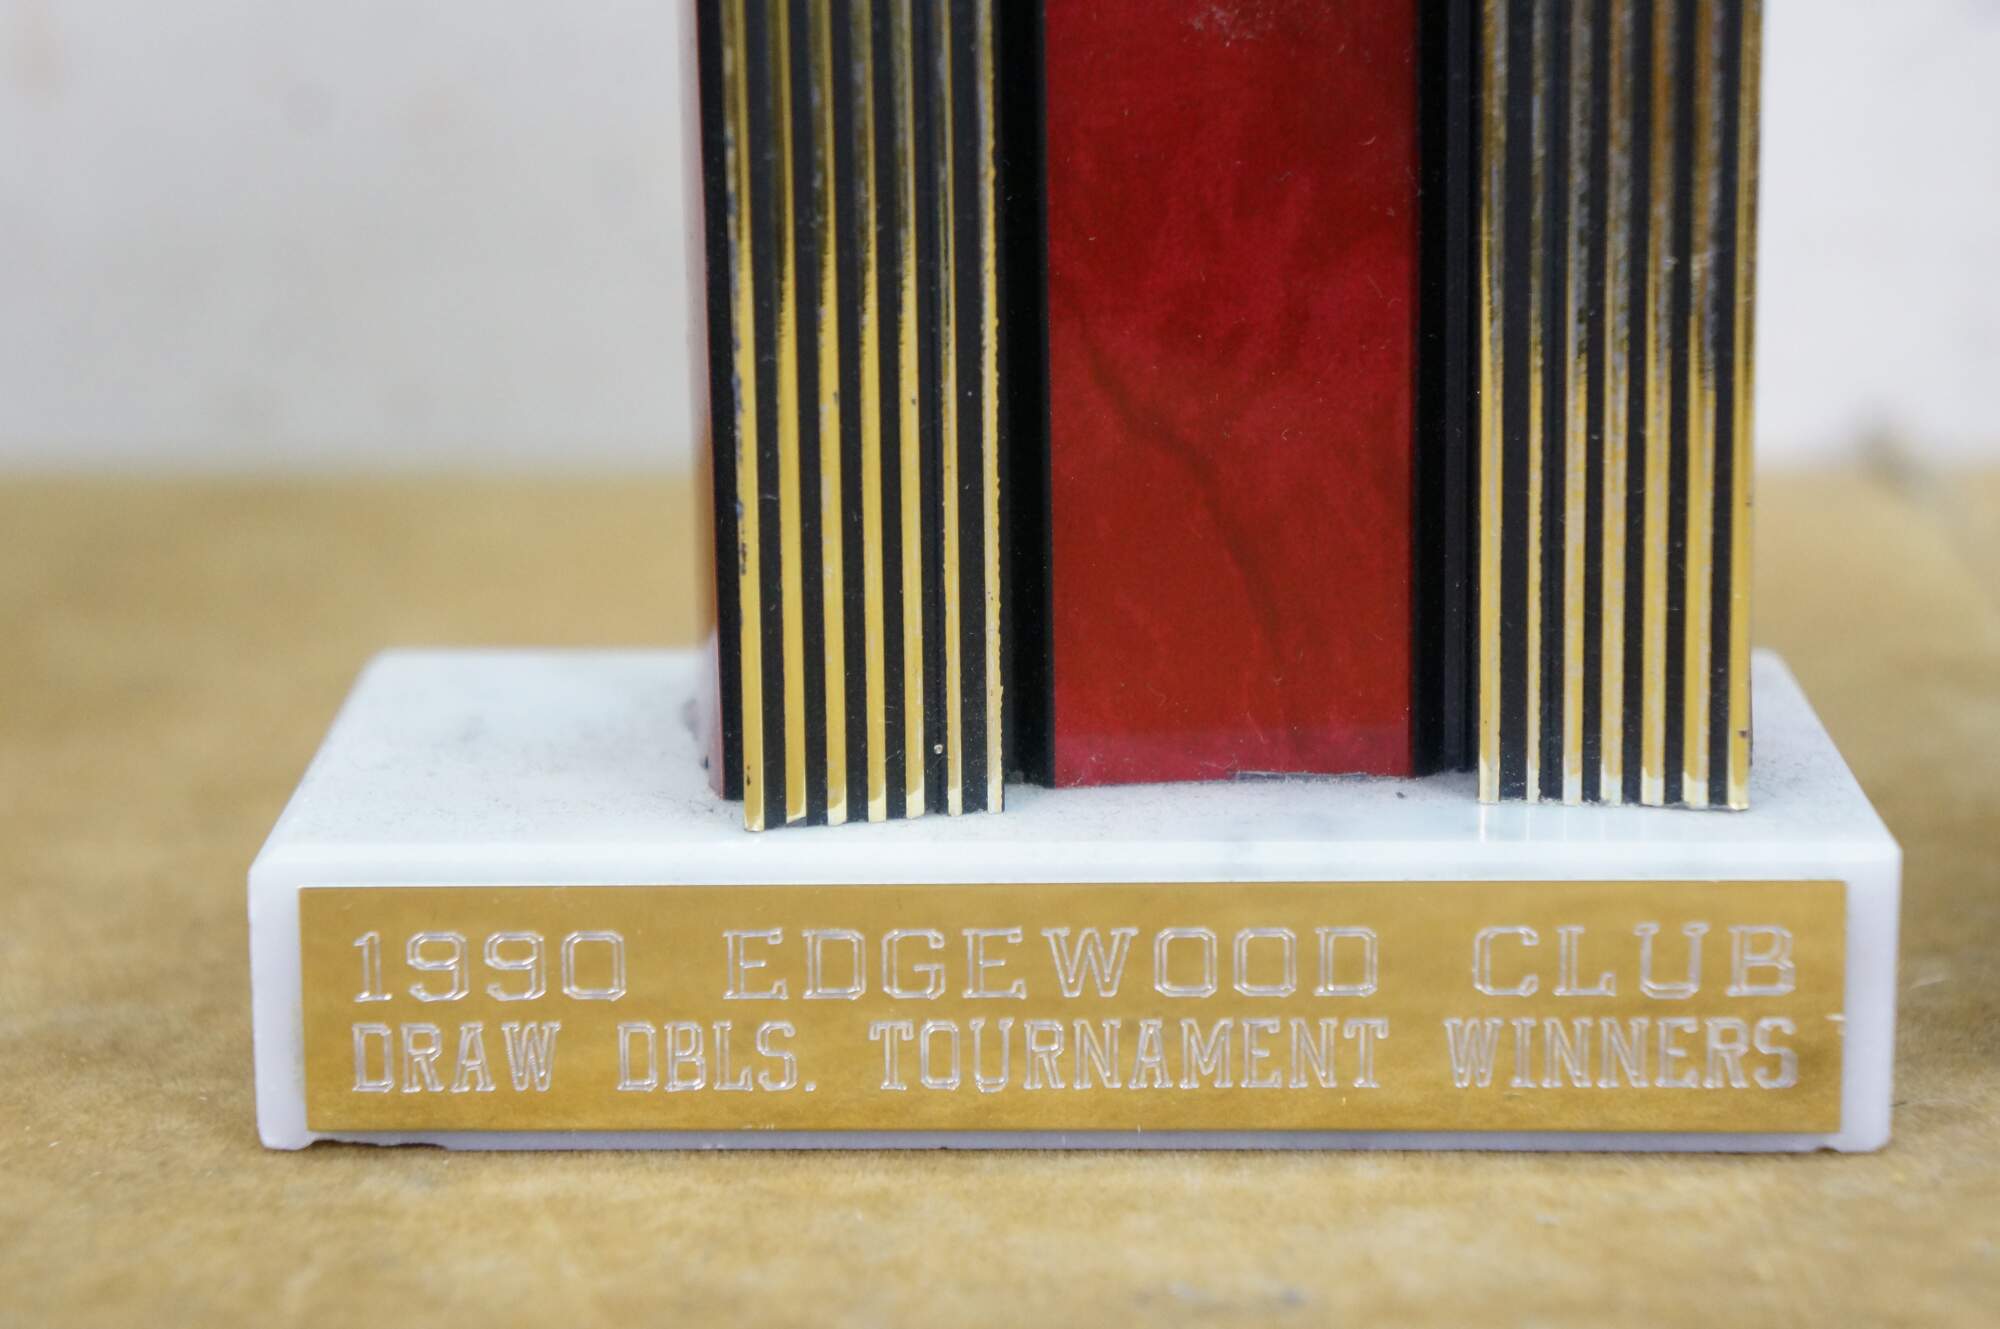 1990 EDGEWOOD CLUB
DRAW DBLS. TOURNAMENT WINNERS